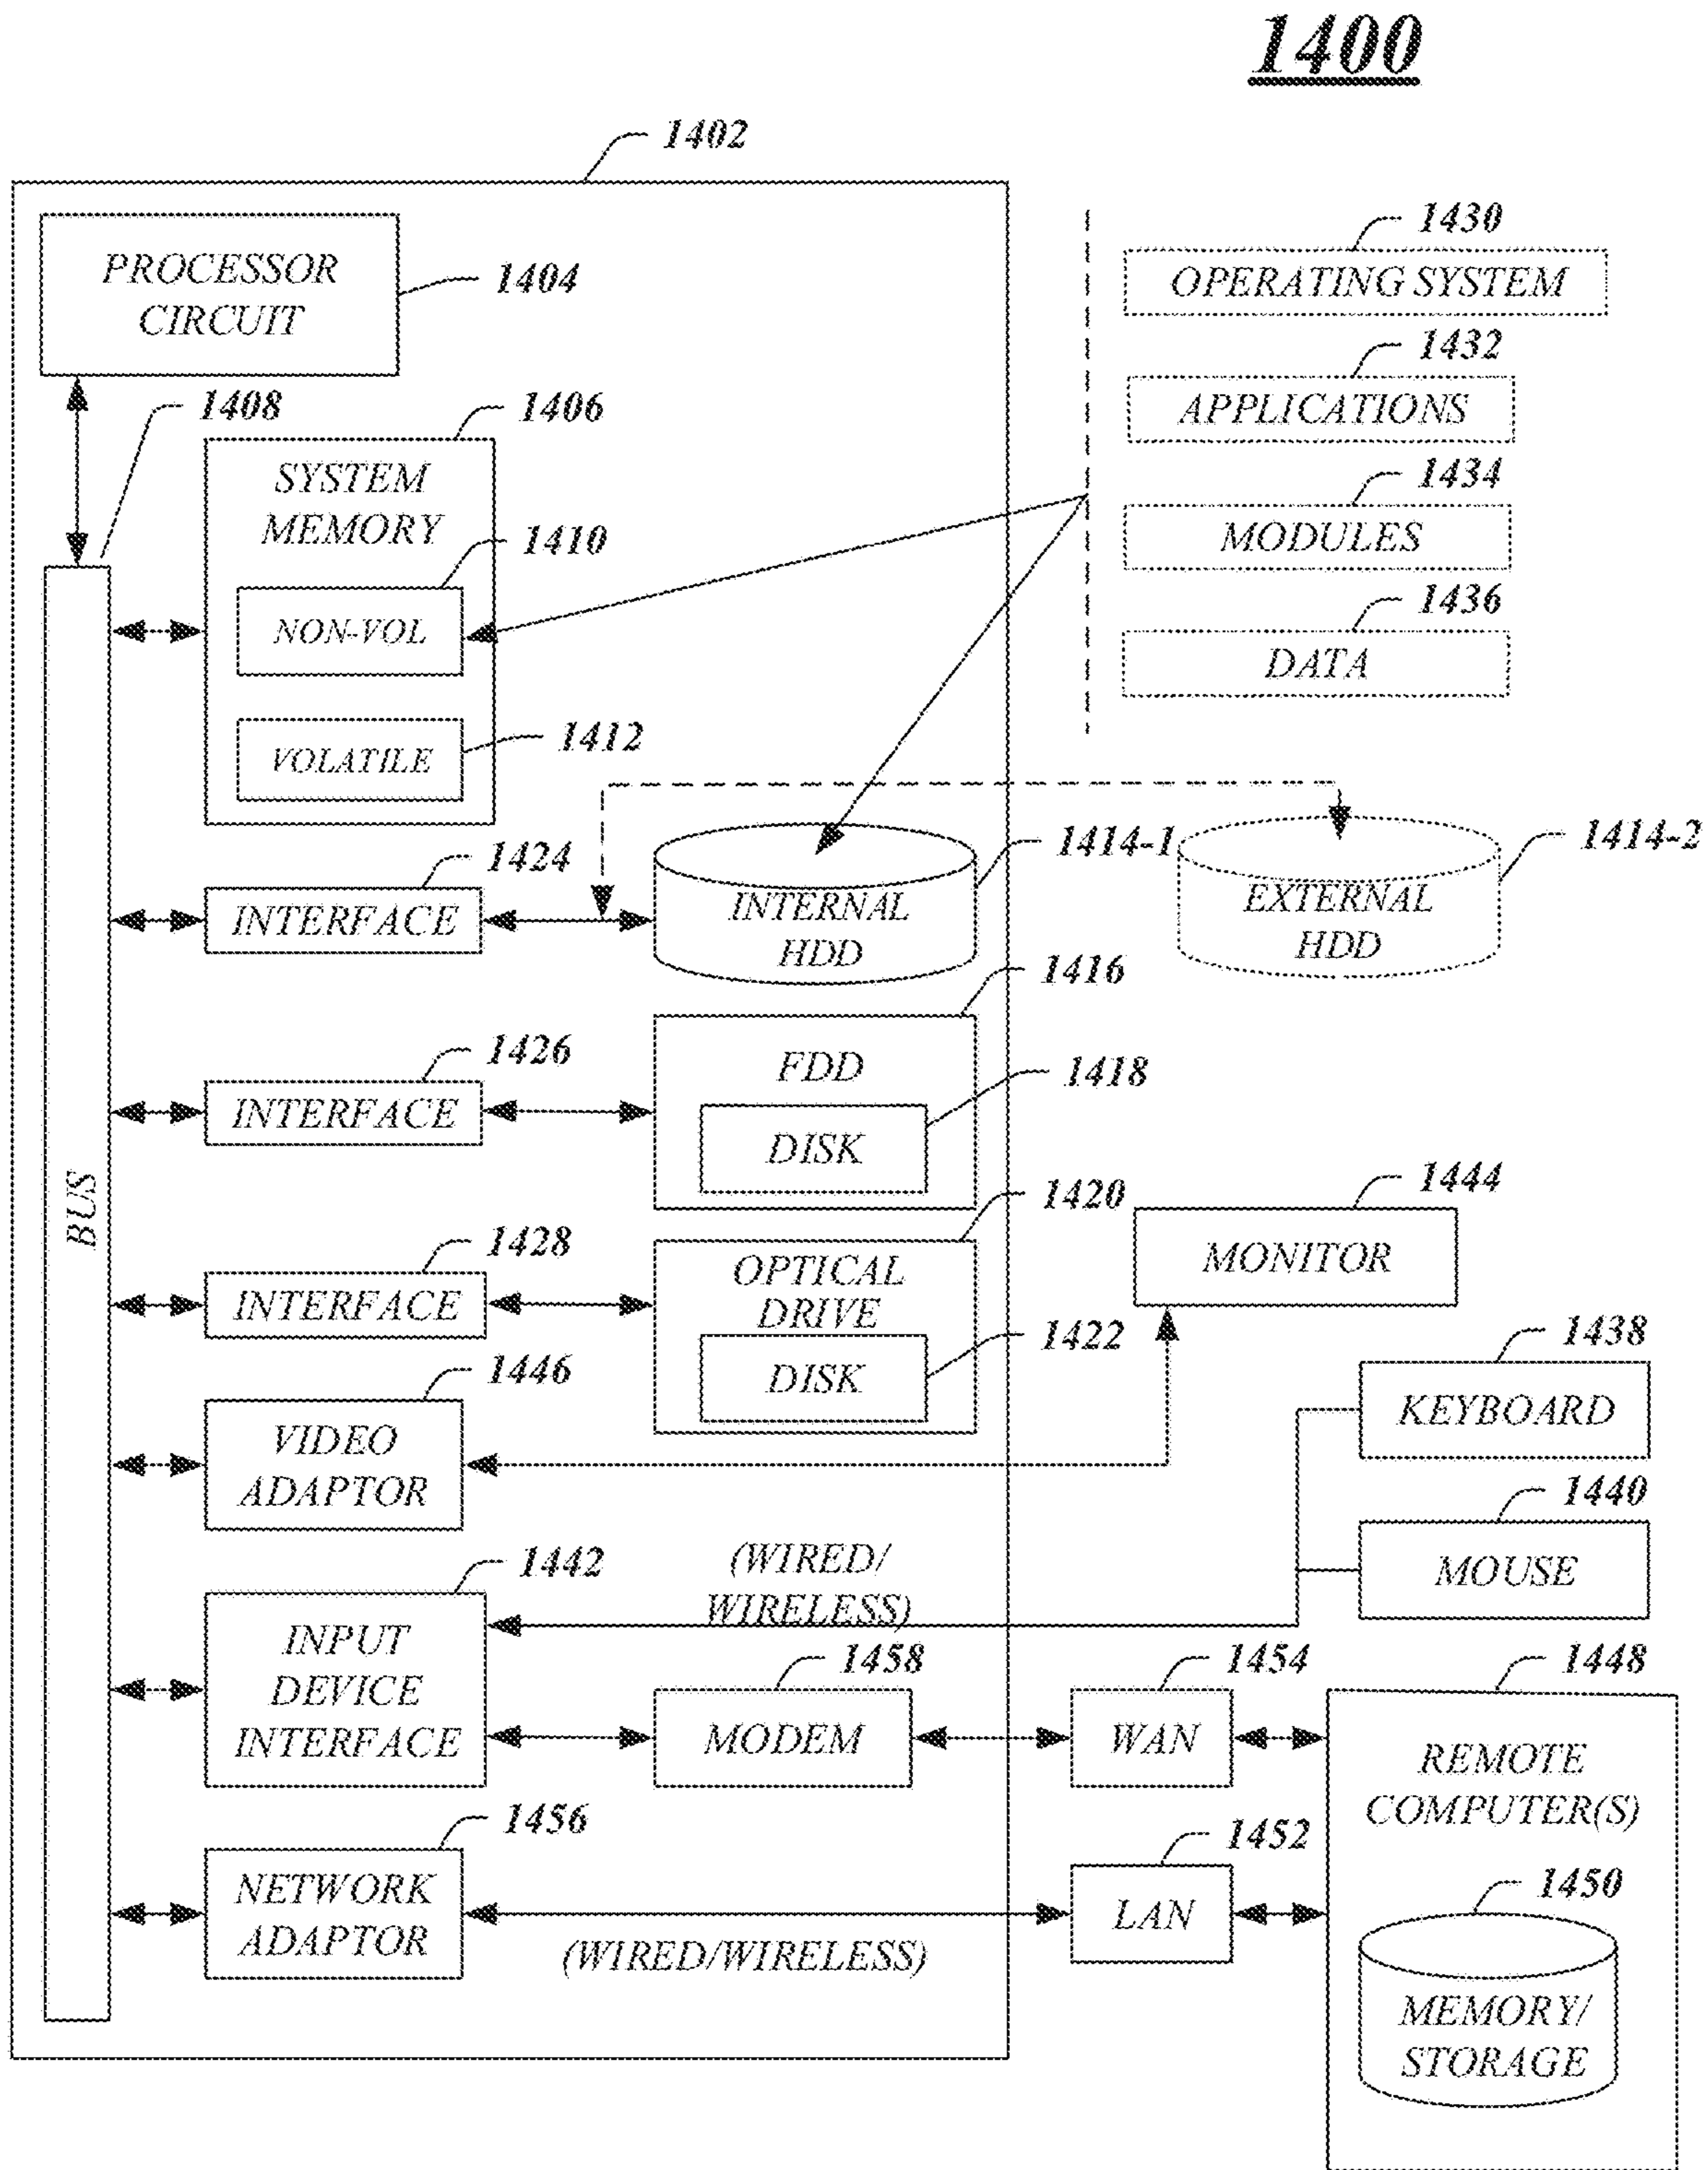 1400
1402
PROCESSOR
CIRCUIT
1404
1430
OPERATING SYSTEM
1432
APPLICATIONS
1434
MODULES
1436
DATA
1408
1406
SYSTEM
MEMORY
1410
NON-VOL
1412
VOLATILE
1424
INTERFACE
1414-1
INTERNAL
HDD
1414-2
EXTERNAL
HDD
1416
FDD
1418
DISK
1426
INTERFACE
BUS
1420
OPTICAL
DRIVE
1422
DISK
1428
INTERFACE
1444
MONITOR
1446
VIDEO
ADAPTOR
1438
KEYBOARD
1440
MOUSE
1442
INPUT
DEVICE
INTERFACE
(WIRED/
WIRELESS)
1458
MODEM
1454
WAN
1448
REMOTE
COMPUTER(S)
1456
NETWORK
ADAPTOR
(WIRED/WIRELESS)
1452
LAN
1450
MEMORY/
STORAGE